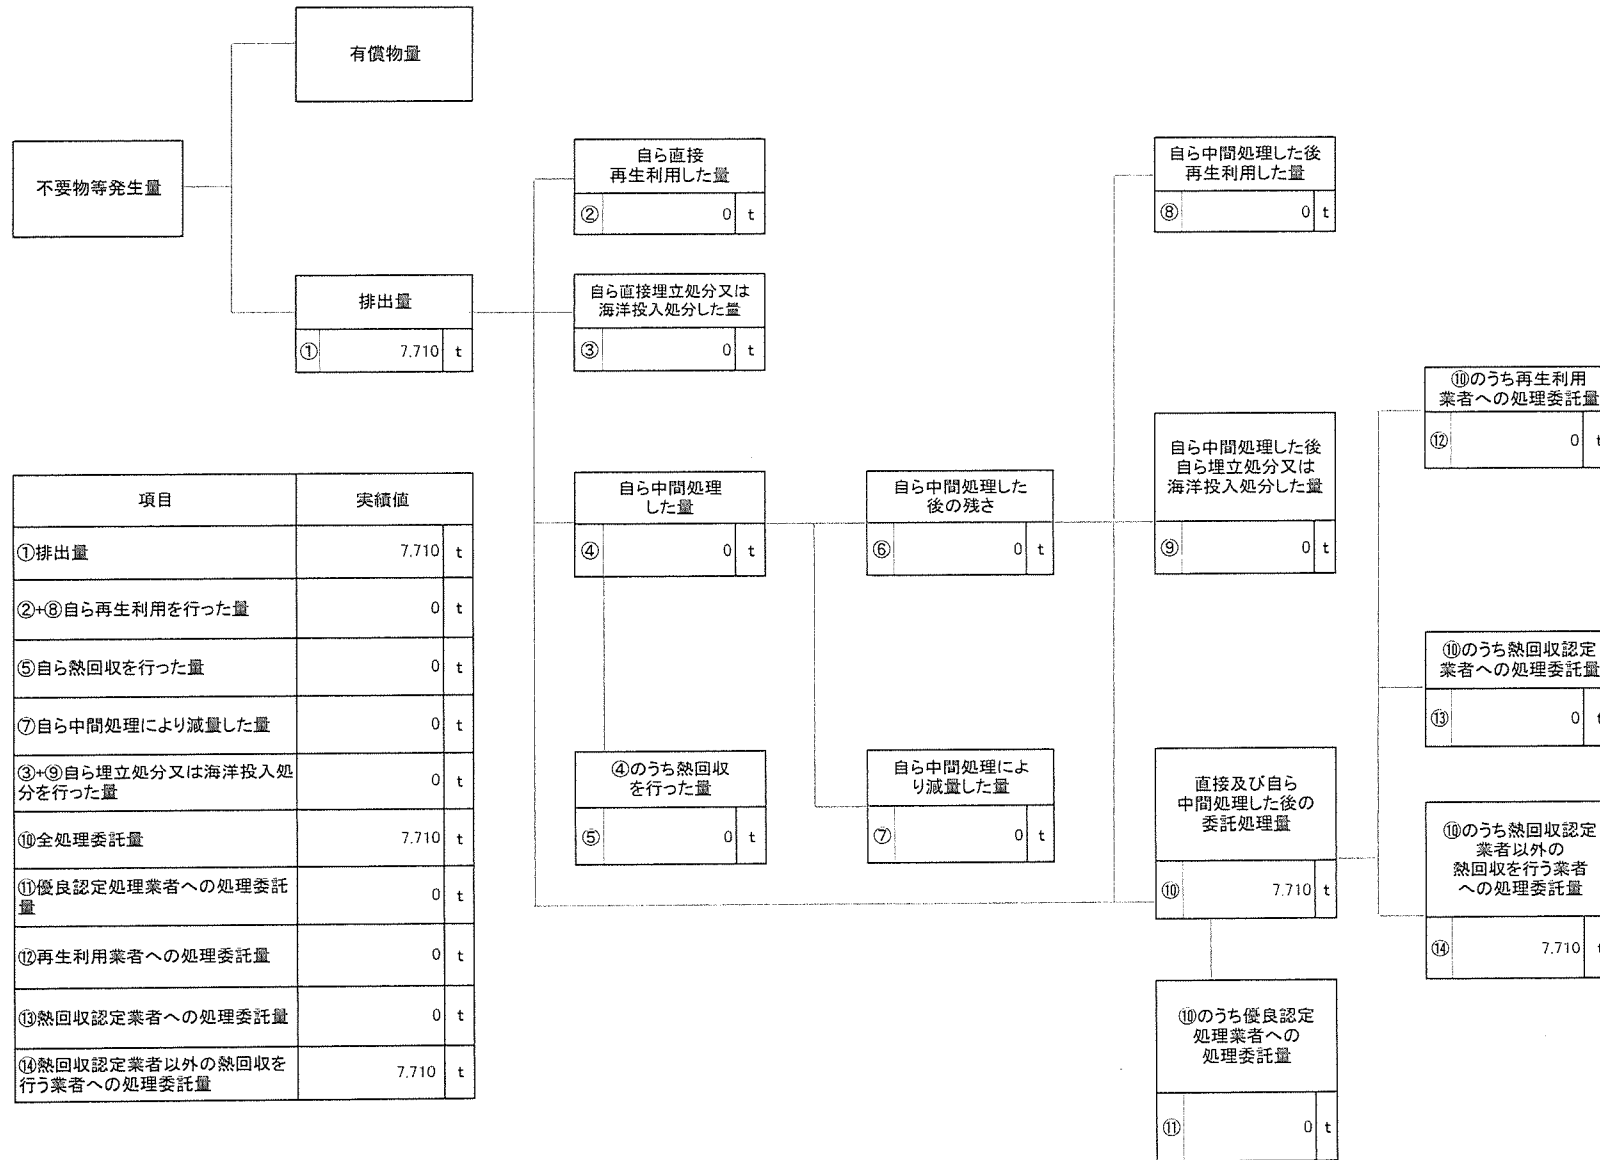 有償物量
不要物等発生量
排出量
① 7.710 t
自ら直接
再生利用した量
② 0 t
自ら直接埋立処分又は
海洋投入処分した量
③ 0 t
自ら中間処理
した量
④ 0 t
④のうち熱回収
を行った量
⑤ 0 t
自ら中間処理した
後の残さ
⑥ 0 t
自ら中間処理によ
り減量した量
⑦ 0 t
自ら中間処理した後
再生利用した量
⑧ 0 t
自ら中間処理した後
自ら埋立処分又は
海洋投入処分した量
⑨ 0 t
直接及び自ら
中間処理した後の
委託処理量
⑩ 7.710 t
⑩のうち優良認定
処理業者への
処理委託量
⑪ 0 t
⑩のうち再生利用
業者への処理委託量
⑫ 0 t
⑩のうち熱回収認定
業者への処理委託量
⑬ 0 t
⑩のうち熱回収認定
業者以外の
熱回収を行う業者
への処理委託量
⑭ 7.710 t
項目 実績値
①排出量 7.710 t
②+⑧自ら再生利用を行った量 0 t
⑤自ら熱回収を行った量 0 t
⑦自ら中間処理により減量した量 0 t
③+⑨自ら埋立処分又は海洋投入処
分を行った量 0 t
⑩全処理委託量 7.710 t
⑪優良認定処理業者への処理委託
量 0 t
⑫再生利用業者への処理委託量 0 t
⑬熱回収認定業者への処理委託量 0 t
⑭熱回収認定業者以外の熱回収を
行う業者への処理委託量 7.710 t